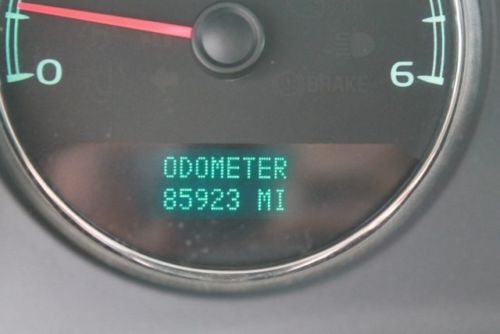 0 6
BRAKE
ODOMETER
85923 MI